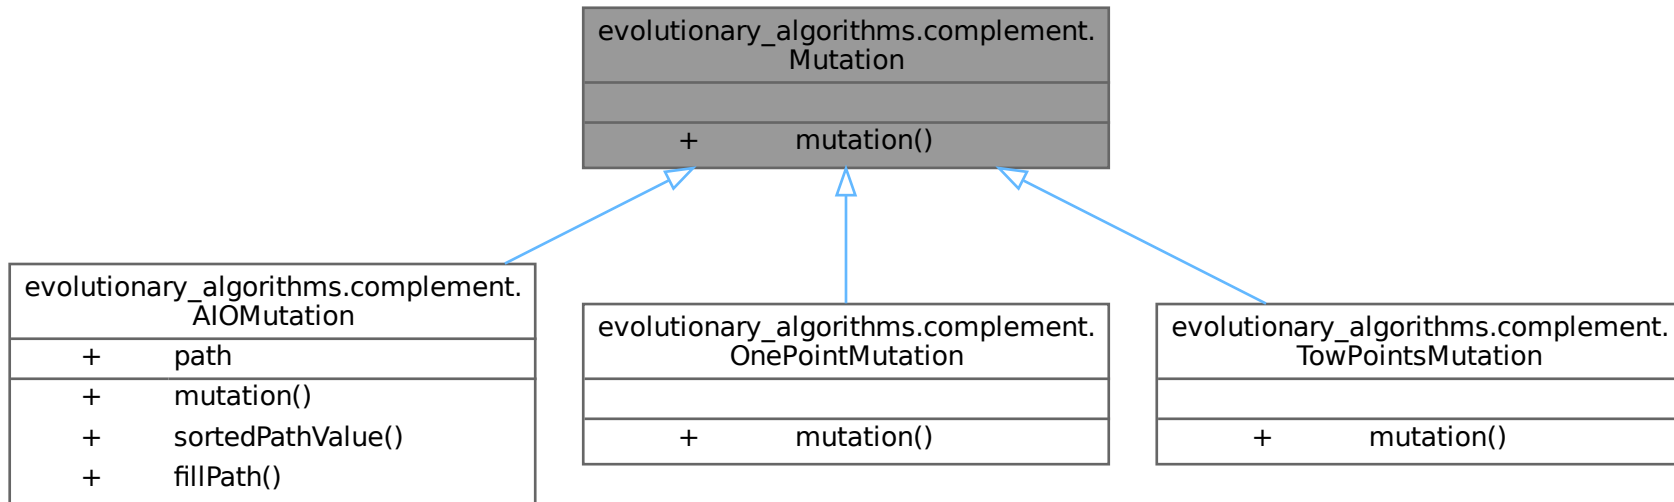 evolutionary_algorithms.complement.
Mutation
+ mutation()
evolutionary_algorithms.complement.
AIOMutation
+ path
+ mutation()
+ sortedPathValue()
+ fillPath()
evolutionary_algorithms.complement.
OnePointMutation
+ mutation()
evolutionary_algorithms.complement.
TowPointsMutation
+ mutation()